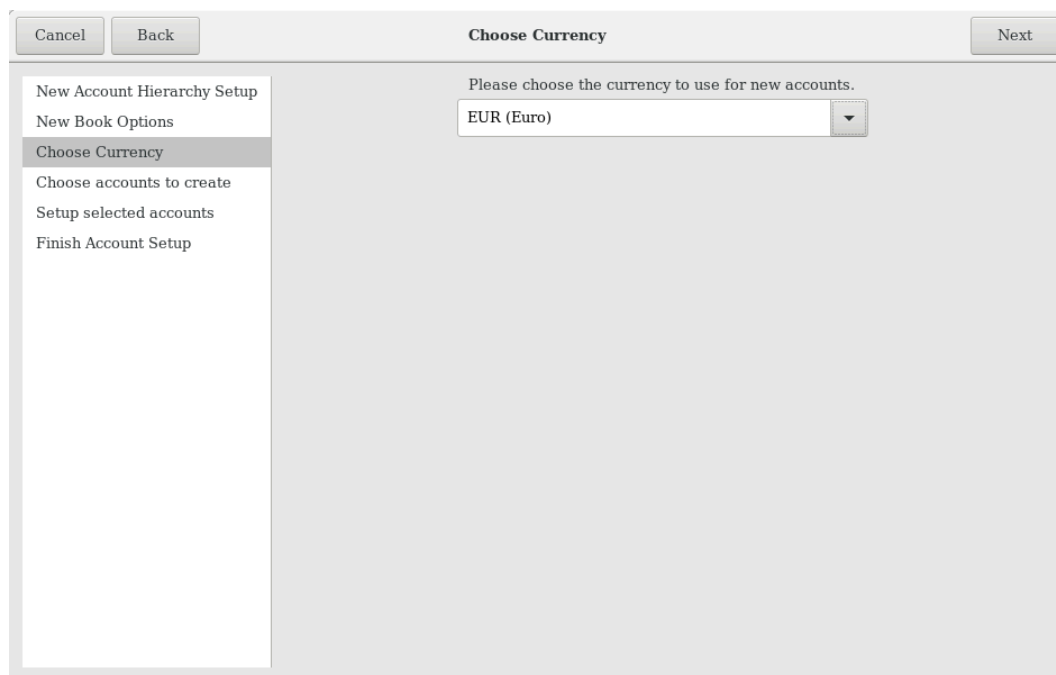 Cancel Back Choose Currency Next
New Account Hierarchy Setup
New Book Options
Choose Currency
Choose accounts to create
Setup selected accounts
Finish Account Setup
Please choose the currency to use for new accounts.
EUR (Euro)